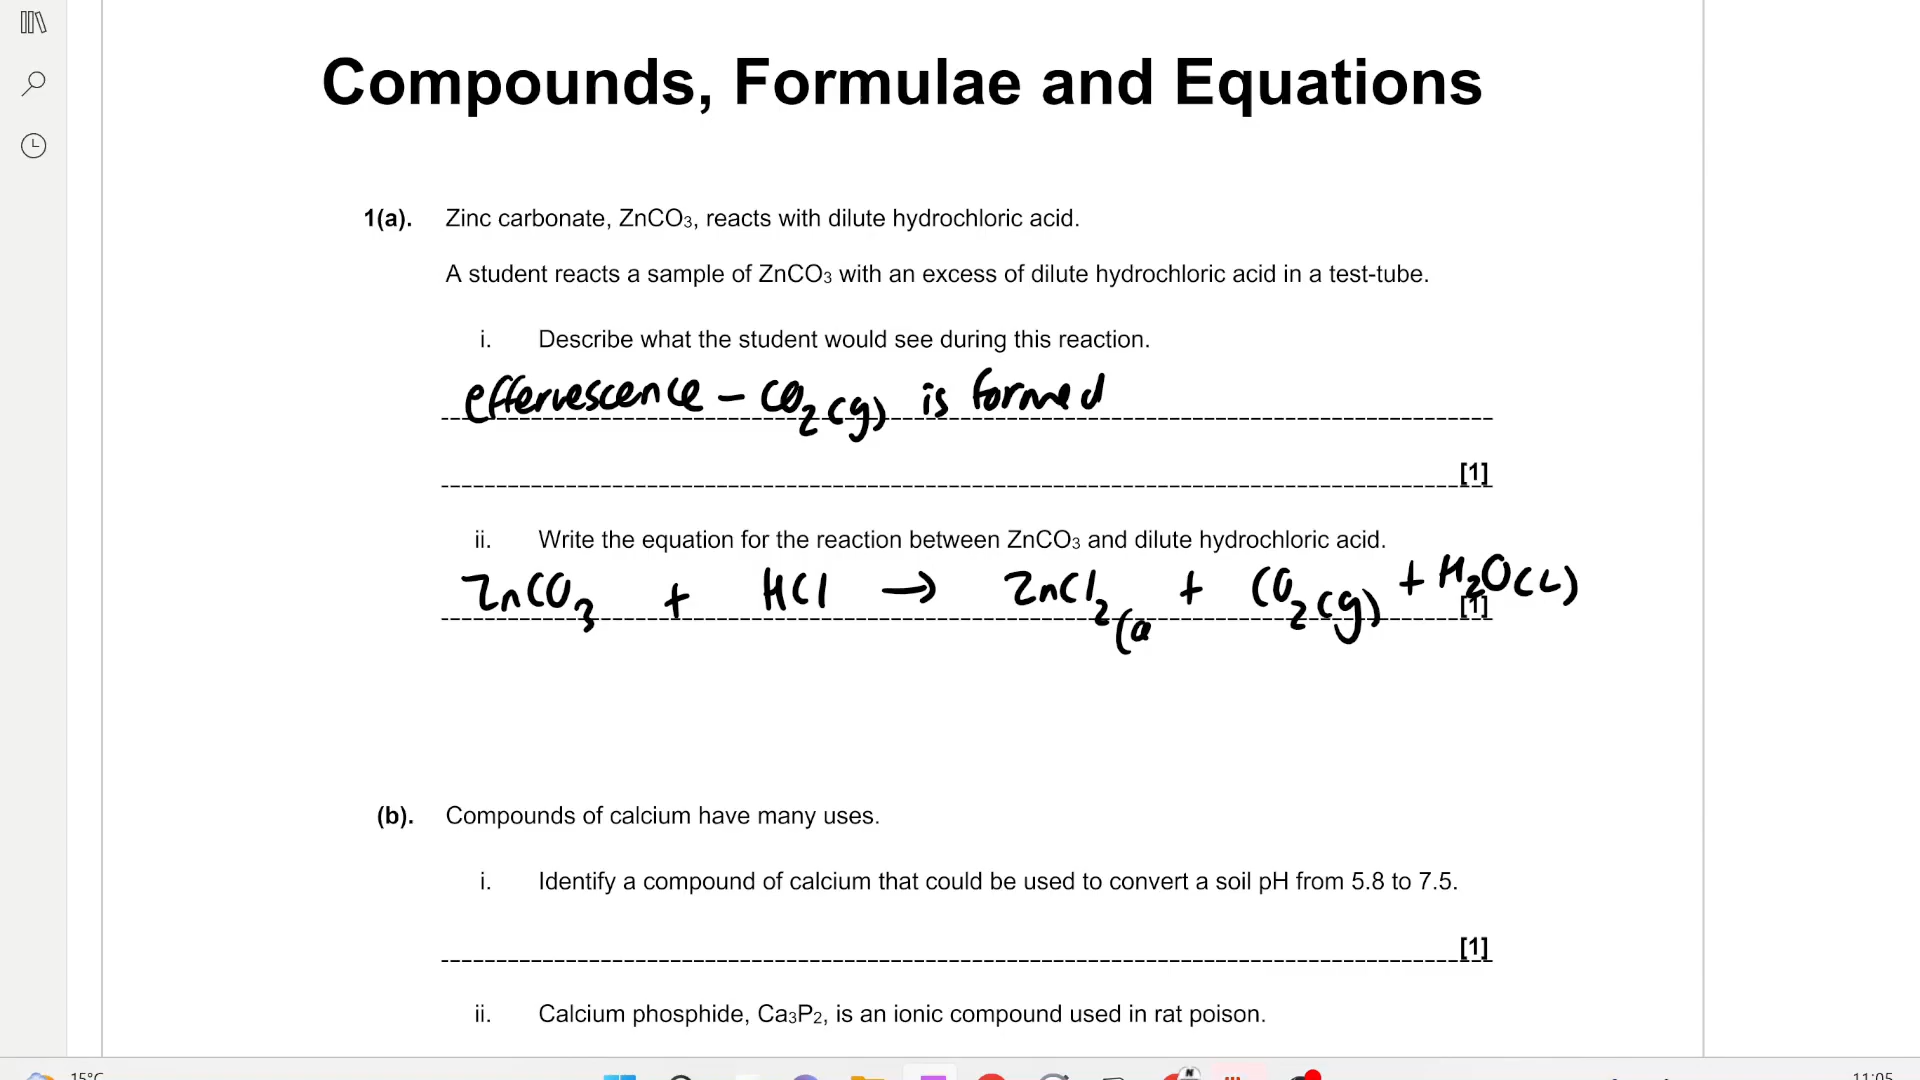 Compounds, Formulae and Equations
1(a). Zinc carbonate, ZnCO₃, reacts with dilute hydrochloric acid.
A student reacts a sample of ZnCO₃ with an excess of dilute hydrochloric acid in a test-tube.
i. Describe what the student would see during this reaction.
effervescence – CO₂(g) is formed
[1]
ii. Write the equation for the reaction between ZnCO₃ and dilute hydrochloric acid.
ZnCO₃ + HCl → ZnCl₂(a + CO₂(g) + H₂O(L)
[1]
(b). Compounds of calcium have many uses.
i. Identify a compound of calcium that could be used to convert a soil pH from 5.8 to 7.5.
[1]
ii. Calcium phosphide, Ca₃P₂, is an ionic compound used in rat poison.
15°C
11:05